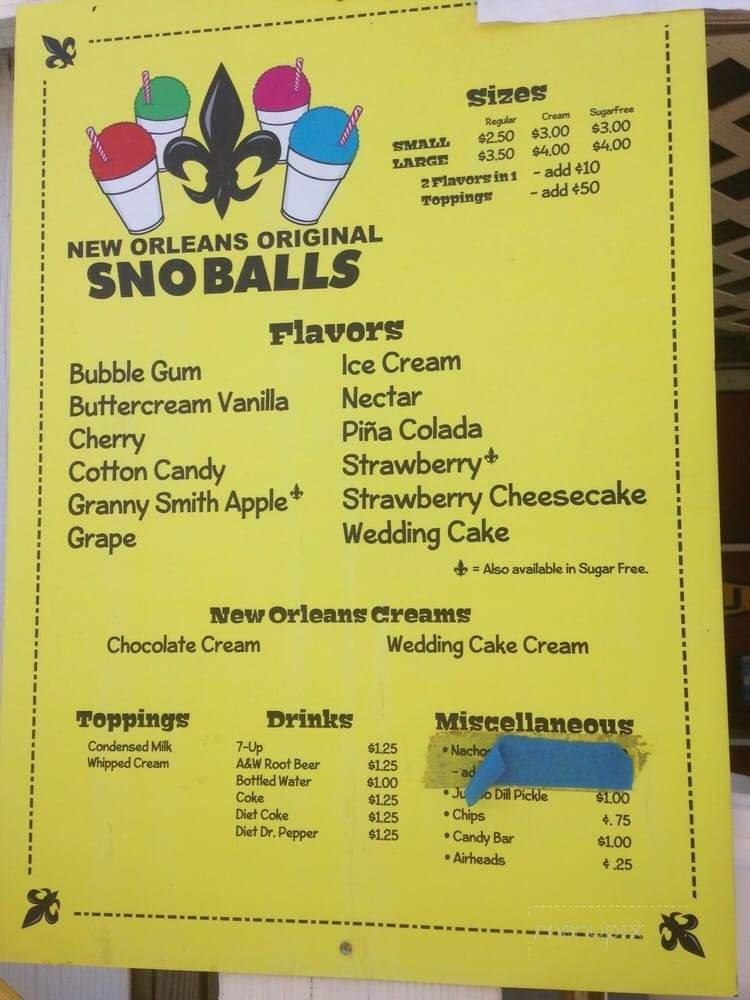 NEW ORLEANS ORIGINAL
SNOBALLS
Sizes
Regular Cream SugarFree
SMALL $2.50 $3.00 $3.00
LARGE $3.50 $4.00 $4.00
2 Flavors in 1 - add ¢10
Toppings - add ¢50
Flavors
Bubble Gum
Buttercream Vanilla
Cherry
Cotton Candy
Granny Smith Apple⚜
Grape
Ice Cream
Nectar
Piña Colada
Strawberry⚜
Strawberry Cheesecake
Wedding Cake
⚜ = Also available in Sugar Free.
New Orleans Creams
Chocolate Cream Wedding Cake Cream
Toppings
Condensed Milk
Whipped Cream
Drinks
7-Up $1.25
A&W Root Beer $1.25
Bottled Water $1.00
Coke $1.25
Diet Coke $1.25
Diet Dr. Pepper $1.25
Miscellaneous
• Nachos
- ad
• Dill Pickle $1.00
• Chips ¢.75
• Candy Bar $1.00
• Airheads ¢.25
menupix